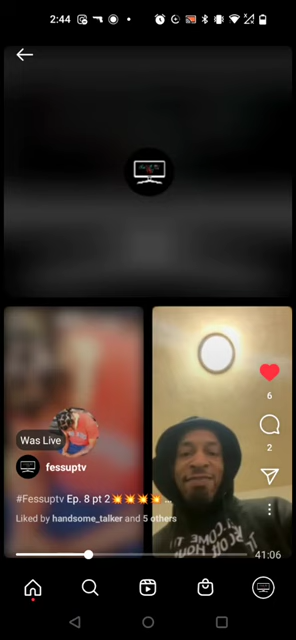 2:44
Was Live
fessuptv
#Fessuptv Ep. 8 pt 2💥💥💥💥 ...
Liked by handsome_talker and 5 others
6
2
41:06